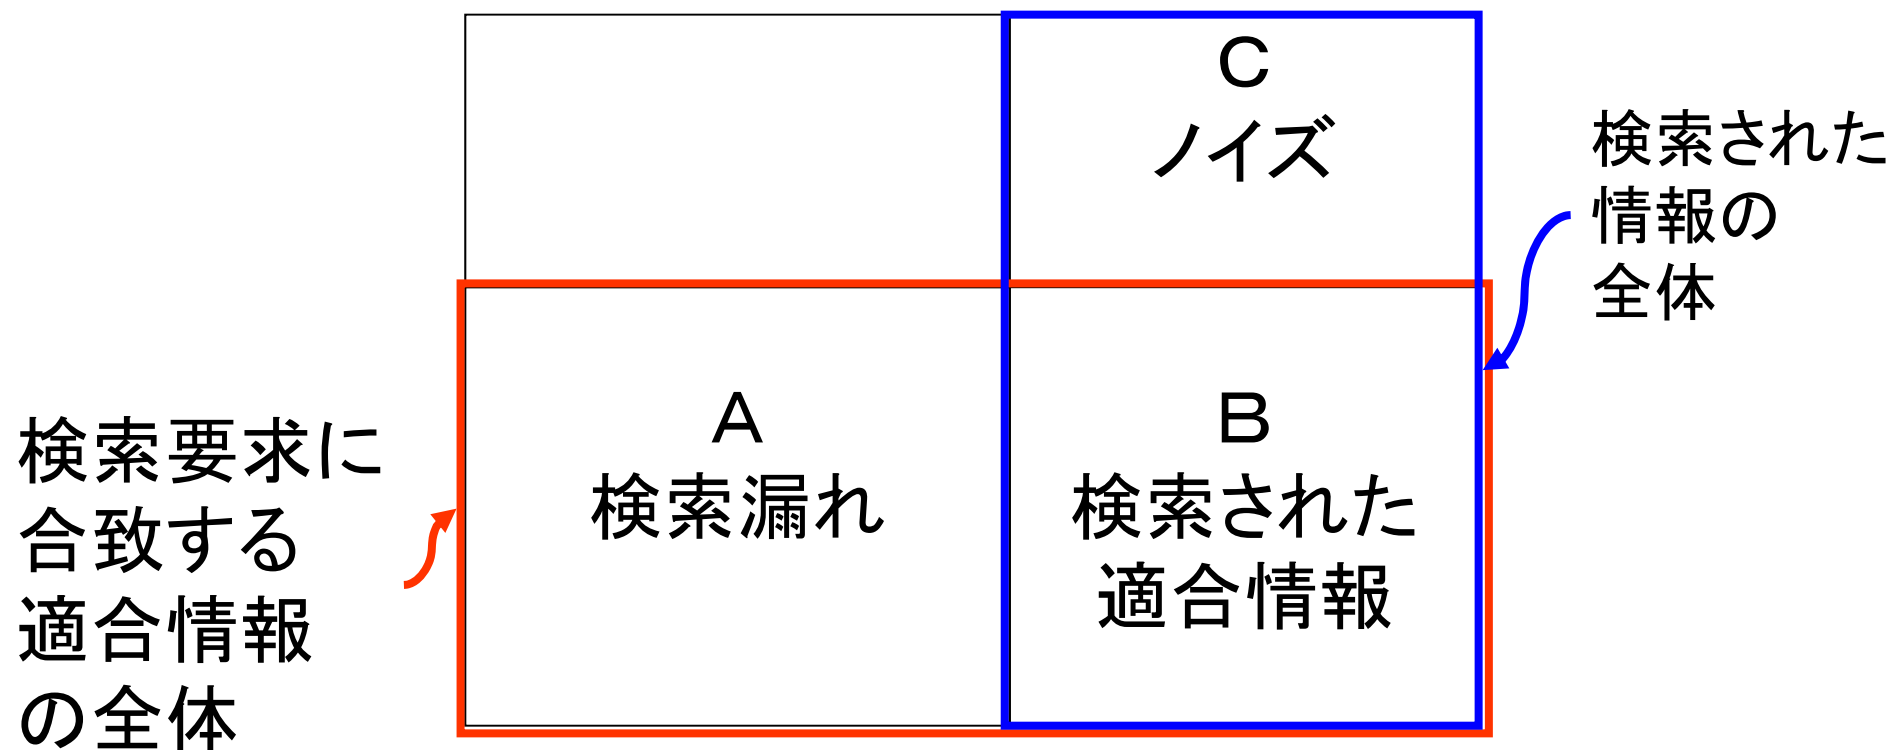 C
ノイズ
検索された
情報の
全体
A
検索漏れ
B
検索された
適合情報
検索要求に
合致する
適合情報
の全体